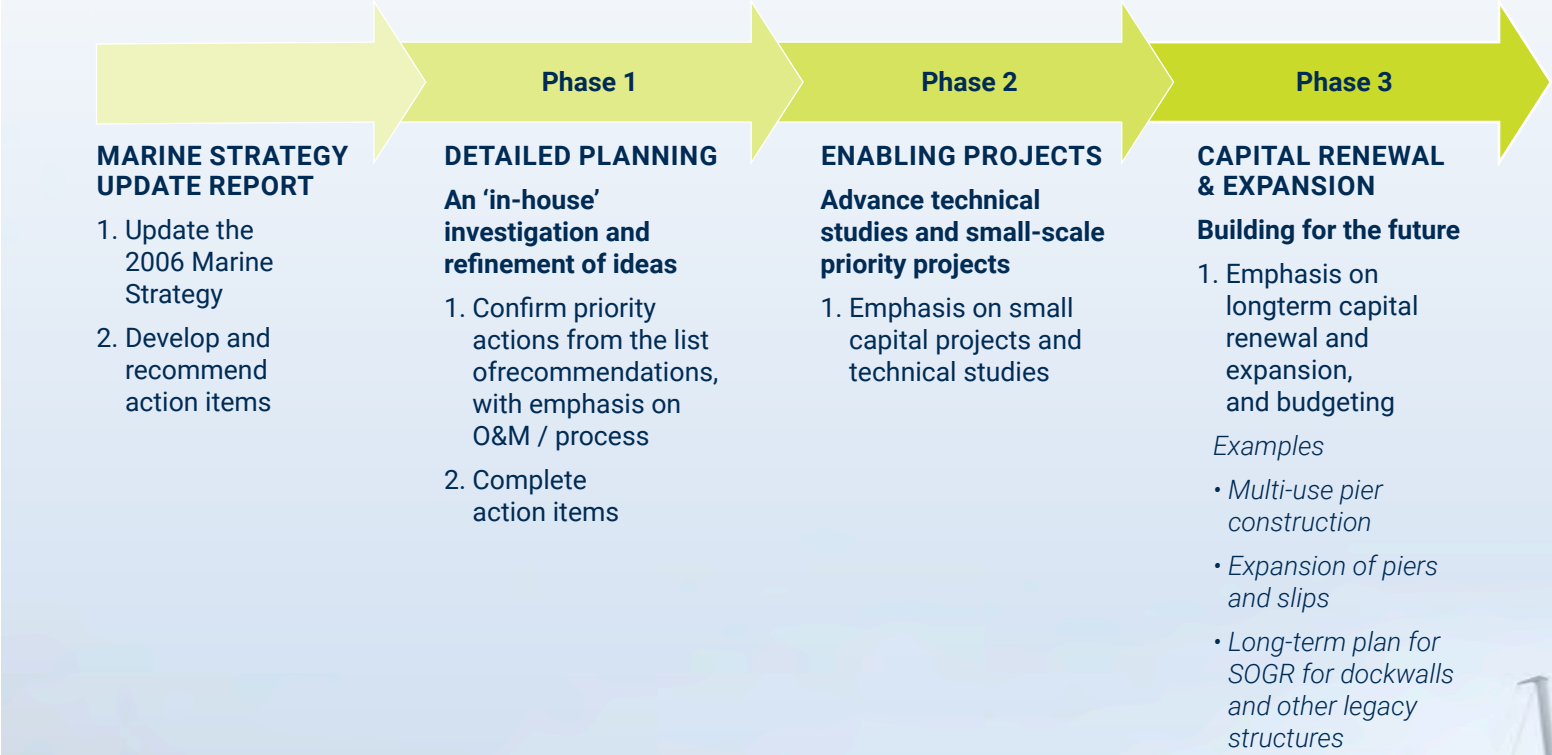 Phase 1
Phase 2
Phase 3
MARINE STRATEGY
UPDATE REPORT
1. Update the
2006 Marine
Strategy
2. Develop and
recommend
action items
DETAILED PLANNING
An ‘in-house’
investigation and
refinement of ideas
1. Confirm priority
actions from the list
ofrecommendations,
with emphasis on
O&M / process
2. Complete
action items
ENABLING PROJECTS
Advance technical
studies and small-scale
priority projects
1. Emphasis on small
capital projects and
technical studies
CAPITAL RENEWAL
& EXPANSION
Building for the future
1. Emphasis on
longterm capital
renewal and
expansion,
and budgeting
Examples
• Multi-use pier
construction
• Expansion of piers
and slips
• Long-term plan for
SOGR for dockwalls
and other legacy
structures